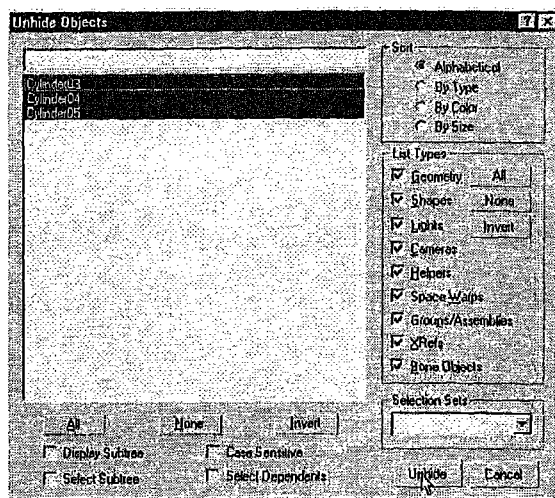 Unhide Objects
Cylinder03
Cylinder04
Cylinder05
All
None
Invert
Display Subtree
Case Sensitive
Select Subtree
Select Dependents
Sort
Alphabetical
By Type
By Color
By Size
List Types
Geometry
All
Shapes
None
Lights
Invert
Cameras
Helpers
Space Warps
Groups/Assemblies
XRefs
Bone Objects
Selection Sets
Unhide
Cancel